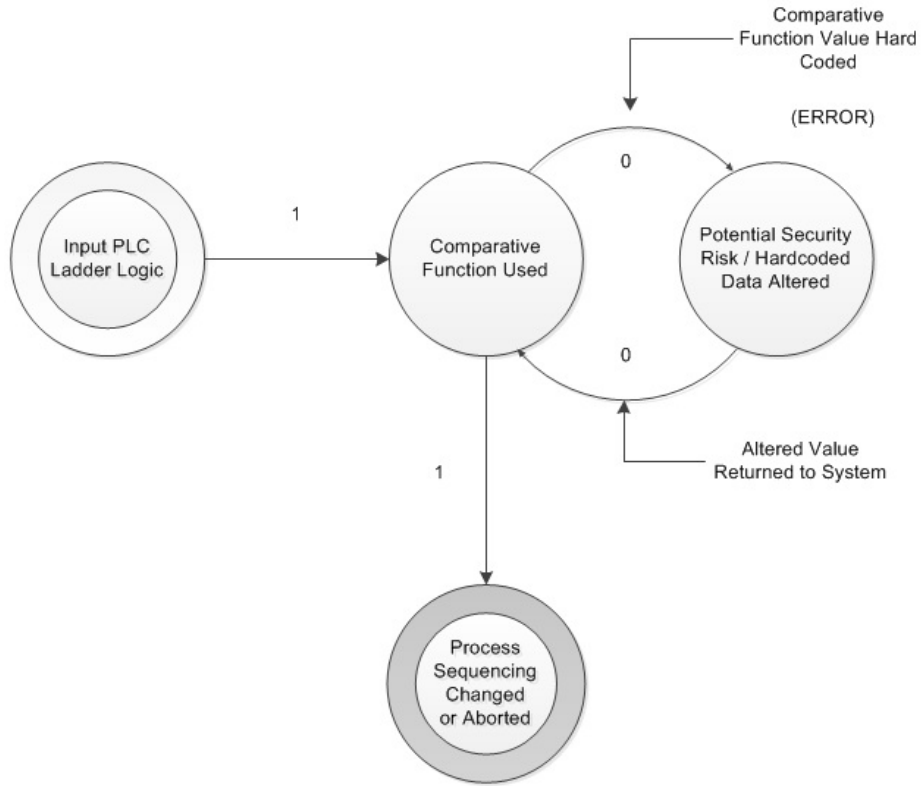 Comparative
Function Value Hard
Coded
(ERROR)
0
1
Input PLC
Ladder Logic
Comparative
Function Used
Potential Security
Risk / Hardcoded
Data Altered
0
Altered Value
Returned to System
1
Process
Sequencing
Changed
or Aborted